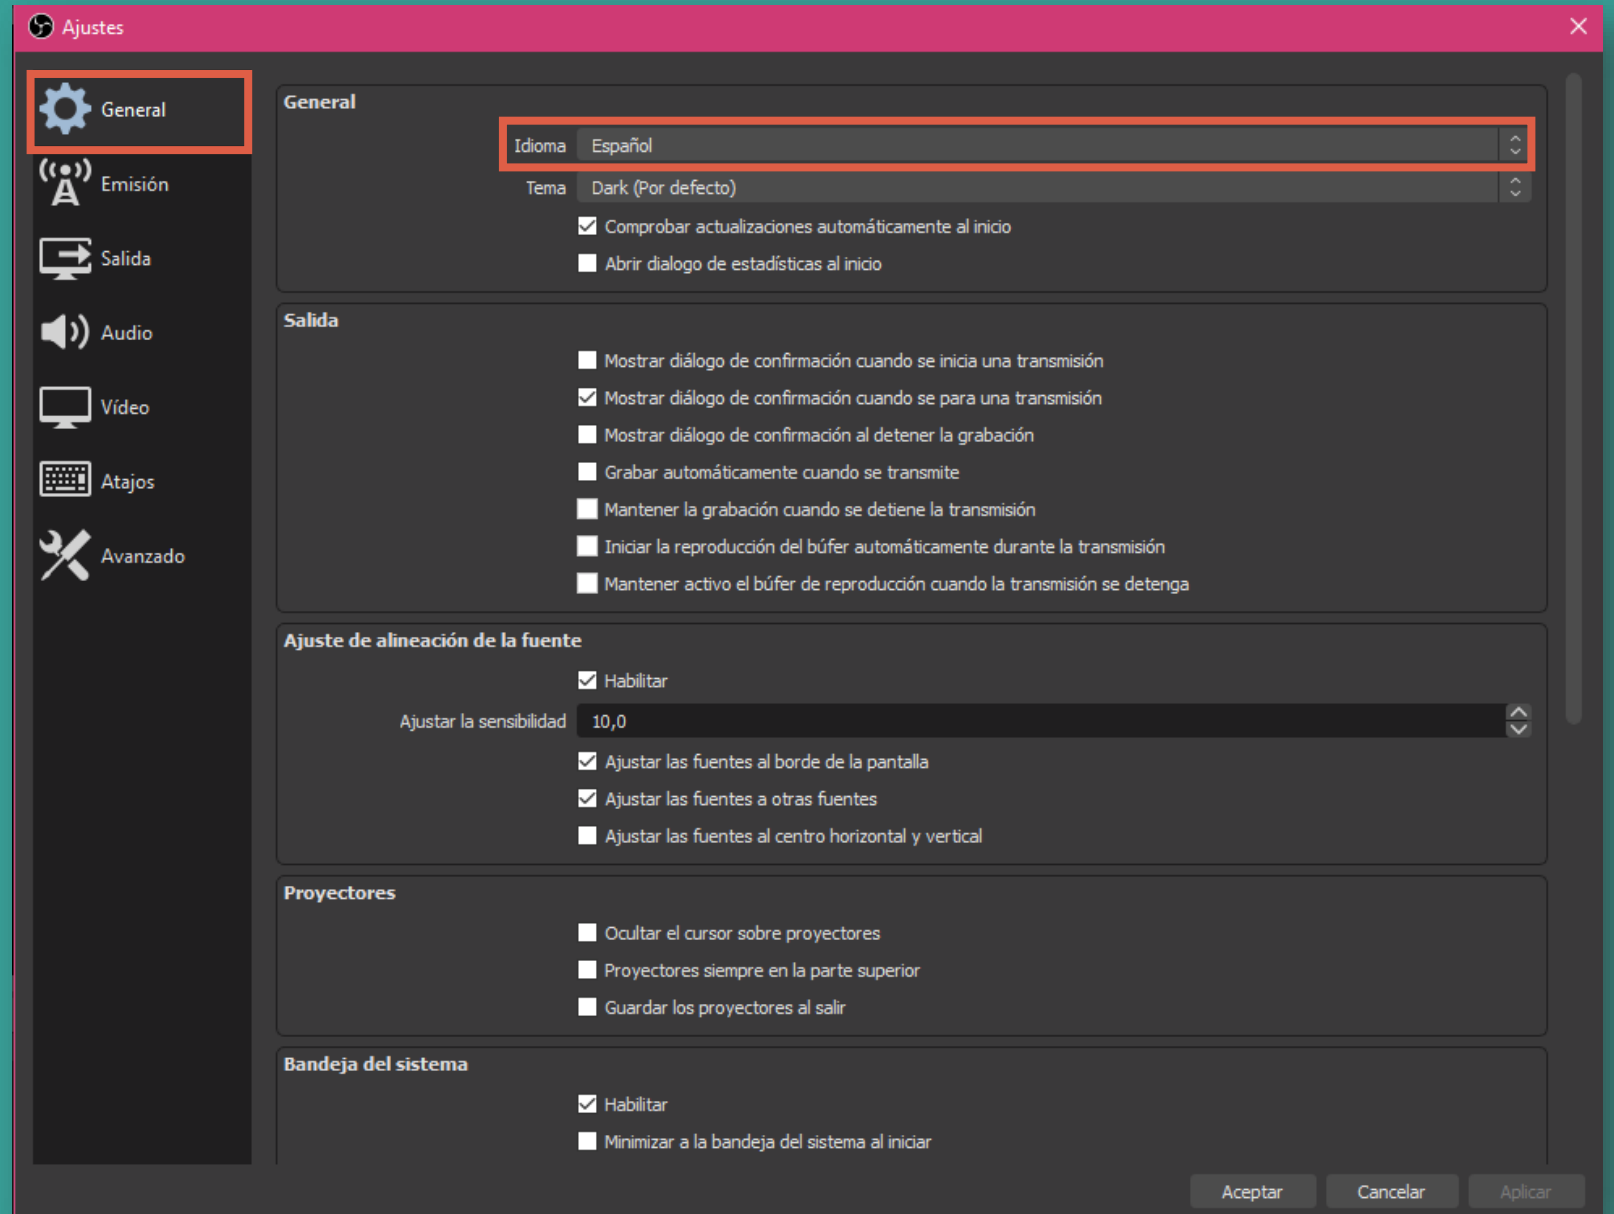 Ajustes
General
Emisión
Salida
Audio
Vídeo
Atajos
Avanzado
General
Idioma Español
Tema Dark (Por defecto)
Comprobar actualizaciones automáticamente al inicio
Abrir dialogo de estadísticas al inicio
Salida
Mostrar diálogo de confirmación cuando se inicia una transmisión
Mostrar diálogo de confirmación cuando se para una transmisión
Mostrar diálogo de confirmación al detener la grabación
Grabar automáticamente cuando se transmite
Mantener la grabación cuando se detiene la transmisión
Iniciar la reproducción del búfer automáticamente durante la transmisión
Mantener activo el búfer de reproducción cuando la transmisión se detenga
Ajuste de alineación de la fuente
Habilitar
Ajustar la sensibilidad 10,0
Ajustar las fuentes al borde de la pantalla
Ajustar las fuentes a otras fuentes
Ajustar las fuentes al centro horizontal y vertical
Proyectores
Ocultar el cursor sobre proyectores
Proyectores siempre en la parte superior
Guardar los proyectores al salir
Bandeja del sistema
Habilitar
Minimizar a la bandeja del sistema al iniciar
Aceptar Cancelar Aplicar